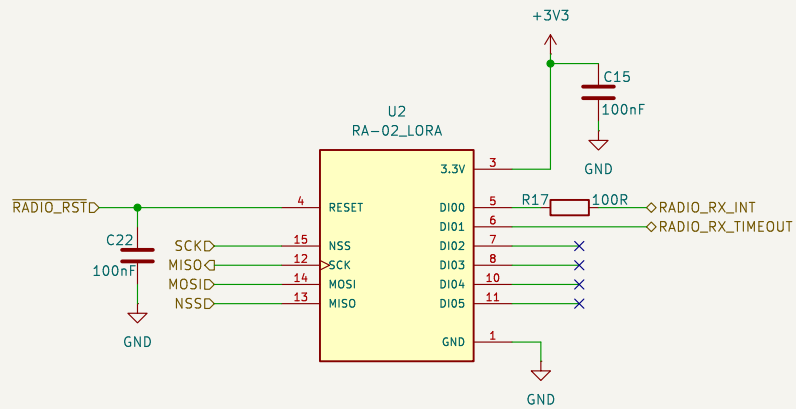 +3V3
C15
100nF
GND
U2
RA-02_LORA
3.3V 3
RADIO_RST 4 RESET
DIO0 5 R17 100R RADIO_RX_INT
DIO1 6 RADIO_RX_TIMEOUT
C22
100nF
GND
SCK 15 NSS
DIO2 7
MISO 12 SCK
DIO3 8
MOSI 14 MOSI
DIO4 10
NSS 13 MISO
DIO5 11
GND 1
GND